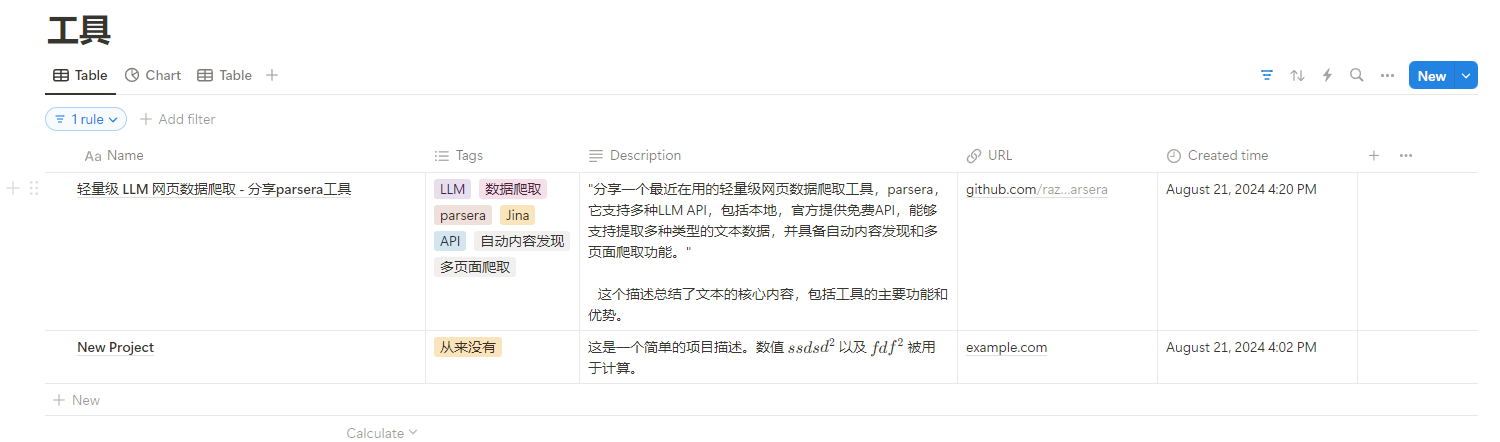 工具
Table Chart Table
New
1 rule Add filter
Aa Name Tags Description URL Created time
轻量级 LLM 网页数据爬取 - 分享parsera工具
LLM 数据爬取
parsera Jina
API 自动内容发现
多页面爬取
"分享一个最近在用的轻量级网页数据爬取工具，parsera，
它支持多种LLM API，包括本地，官方提供免费API，能够
支持提取多种类型的文本数据，并具备自动内容发现和多
页面爬取功能。"
这个描述总结了文本的核心内容，包括工具的主要功能和
优势。
github.com/raz...arsera
August 21, 2024 4:20 PM
New Project
从来没有
这是一个简单的项目描述。数值 ssdsd² 以及 fdf² 被用
于计算。
example.com
August 21, 2024 4:02 PM
New
Calculate